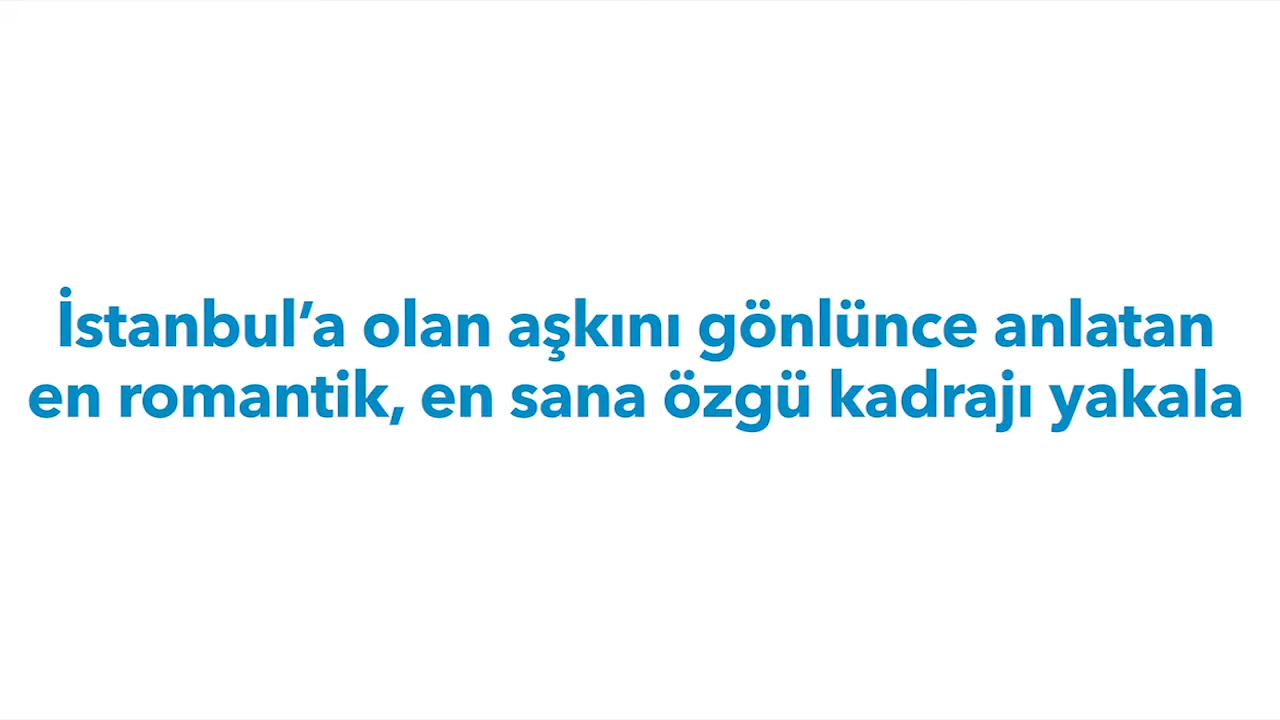 İstanbul’a olan aşkını gönlünce anlatan
en romantik, en sana özgü kadrajı yakala